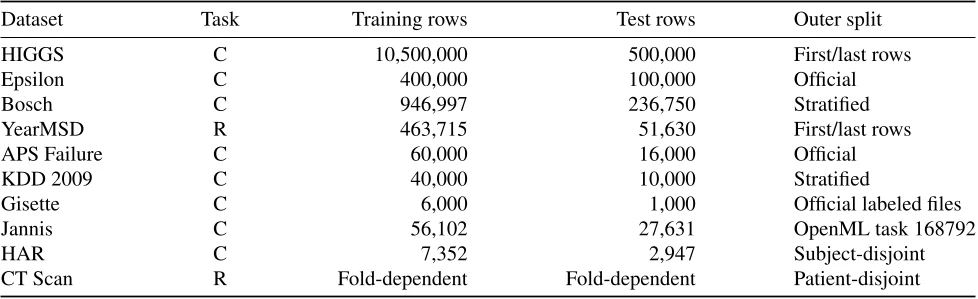 Dataset Task Training rows Test rows Outer split
HIGGS C 10,500,000 500,000 First/last rows
Epsilon C 400,000 100,000 Official
Bosch C 946,997 236,750 Stratified
YearMSD R 463,715 51,630 First/last rows
APS Failure C 60,000 16,000 Official
KDD 2009 C 40,000 10,000 Stratified
Gisette C 6,000 1,000 Official labeled files
Jannis C 56,102 27,631 OpenML task 168792
HAR C 7,352 2,947 Subject-disjoint
CT Scan R Fold-dependent Fold-dependent Patient-disjoint